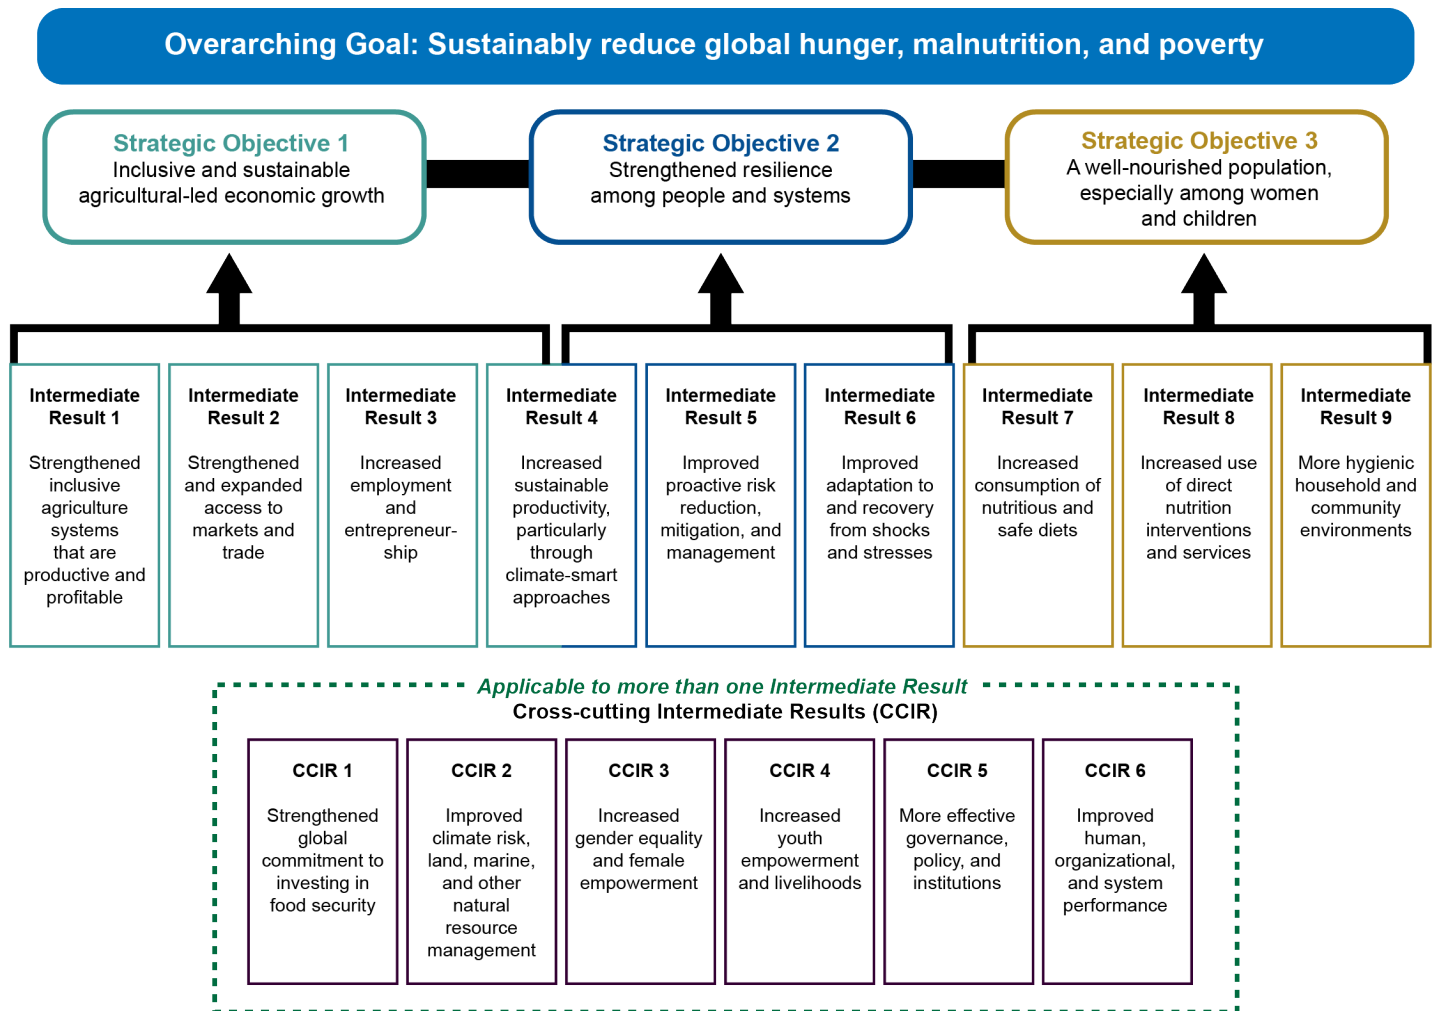 Overarching Goal: Sustainably reduce global hunger, malnutrition, and poverty
Strategic Objective 1
Inclusive and sustainable
agricultural-led economic growth
Strategic Objective 2
Strengthened resilience
among people and systems
Strategic Objective 3
A well-nourished population,
especially among women
and children
Intermediate
Result 1
Strengthened
inclusive
agriculture
systems
that are
productive and
profitable
Intermediate
Result 2
Strengthened
and expanded
access to
markets and
trade
Intermediate
Result 3
Increased
employment
and
entrepreneur-
ship
Intermediate
Result 4
Increased
sustainable
productivity,
particularly
through
climate-smart
approaches
Intermediate
Result 5
Improved
proactive risk
reduction,
mitigation, and
management
Intermediate
Result 6
Improved
adaptation to
and recovery
from shocks
and stresses
Intermediate
Result 7
Increased
consumption of
nutritious and
safe diets
Intermediate
Result 8
Increased use
of direct
nutrition
interventions
and services
Intermediate
Result 9
More hygienic
household and
community
environments
Applicable to more than one Intermediate Result
Cross-cutting Intermediate Results (CCIR)
CCIR 1
Strengthened
global
commitment to
investing in
food security
CCIR 2
Improved
climate risk,
land, marine,
and other
natural
resource
management
CCIR 3
Increased
gender equality
and female
empowerment
CCIR 4
Increased
youth
empowerment
and livelihoods
CCIR 5
More effective
governance,
policy, and
institutions
CCIR 6
Improved
human,
organizational,
and system
performance